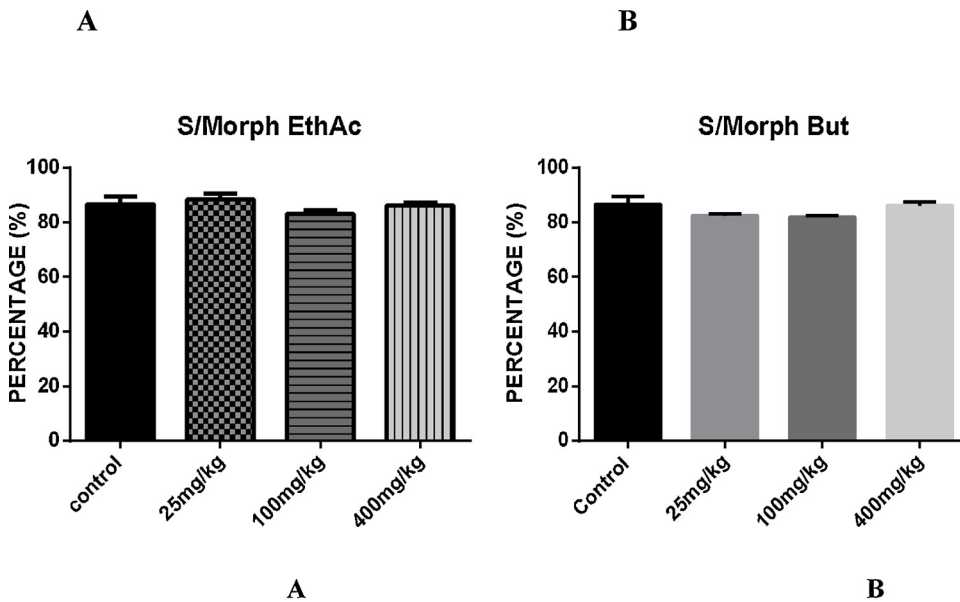 A
B
S/Morph EthAc
PERCENTAGE (%)
100
80
60
40
20
0
control
25mg/kg
100mg/kg
400mg/kg
S/Morph But
PERCENTAGE (%)
100
80
60
40
20
0
Control
25mg/kg
100mg/kg
400mg/kg
A
B